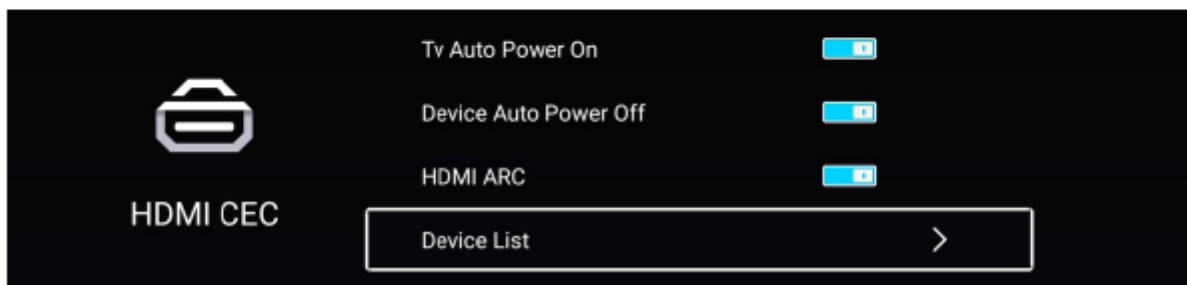 Tv Auto Power On
Device Auto Power Off
HDMI ARC
HDMI CEC
Device List